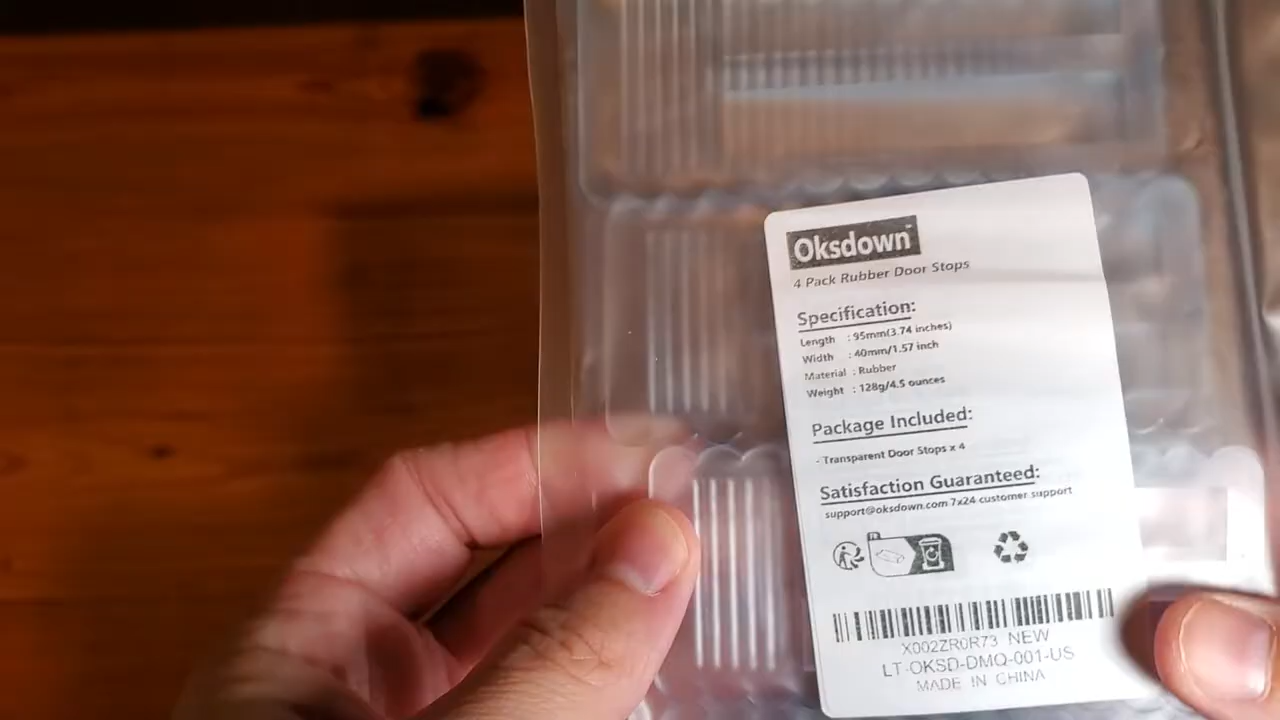 Oksdown™
4 Pack Rubber Door Stops
Specification:
Length : 95mm(3.74 inches)
Width : 40mm/1.57 inch
Material : Rubber
Weight : 128g/4.5 ounces
Package Included:
- Transparent Door Stops x 4
Satisfaction Guaranteed:
support@oksdown.com 7x24 customer support
X002ZR0R73 NEW
LT-OKSD-DMQ-001-US
MADE IN CHINA